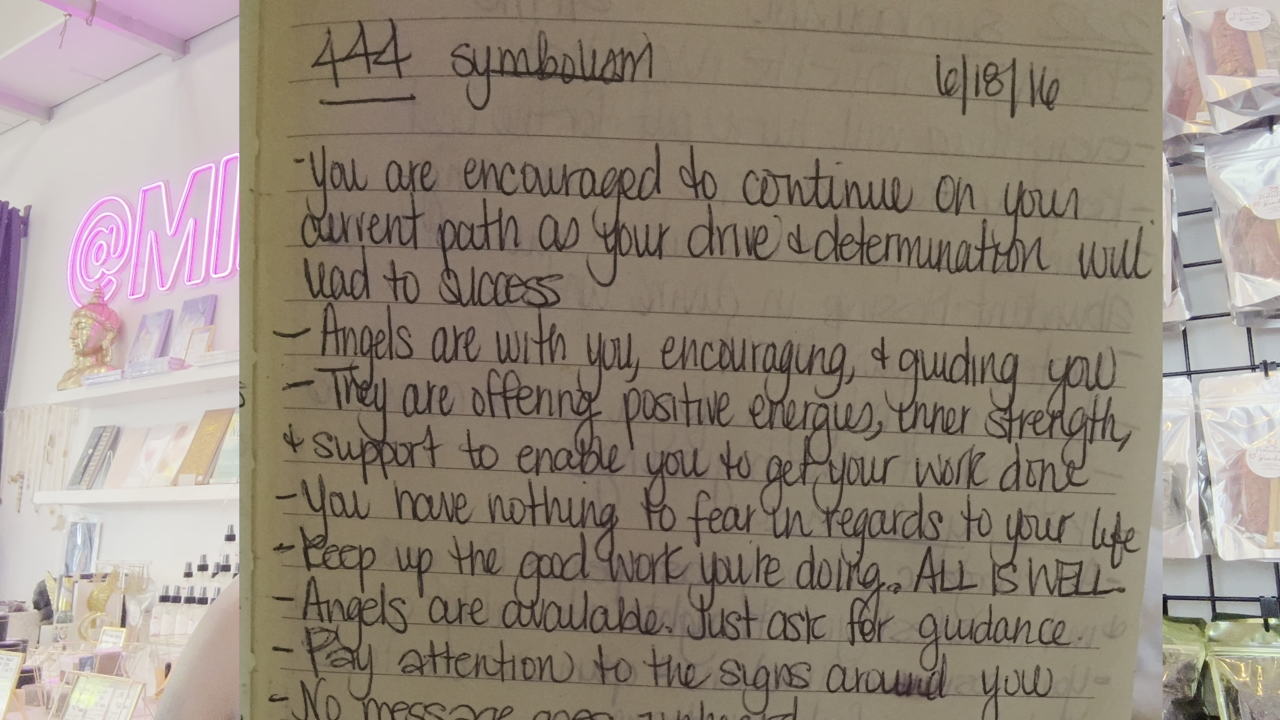 @MI
444 symbolism
6/18/16
-You are encouraged to continue on your
current path as your drive & determination will
lead to success
- Angels are with you, encouraging, & guiding you
- They are offering positive energies, inner strength,
& support to enable you to get your work done
-You have nothing to fear in regards to your life
-Keep up the good work you're doing.. ALL IS WELL.
-Angels are available. Just ask for guidance.
-Pay attention to the signs around you
-No message goes